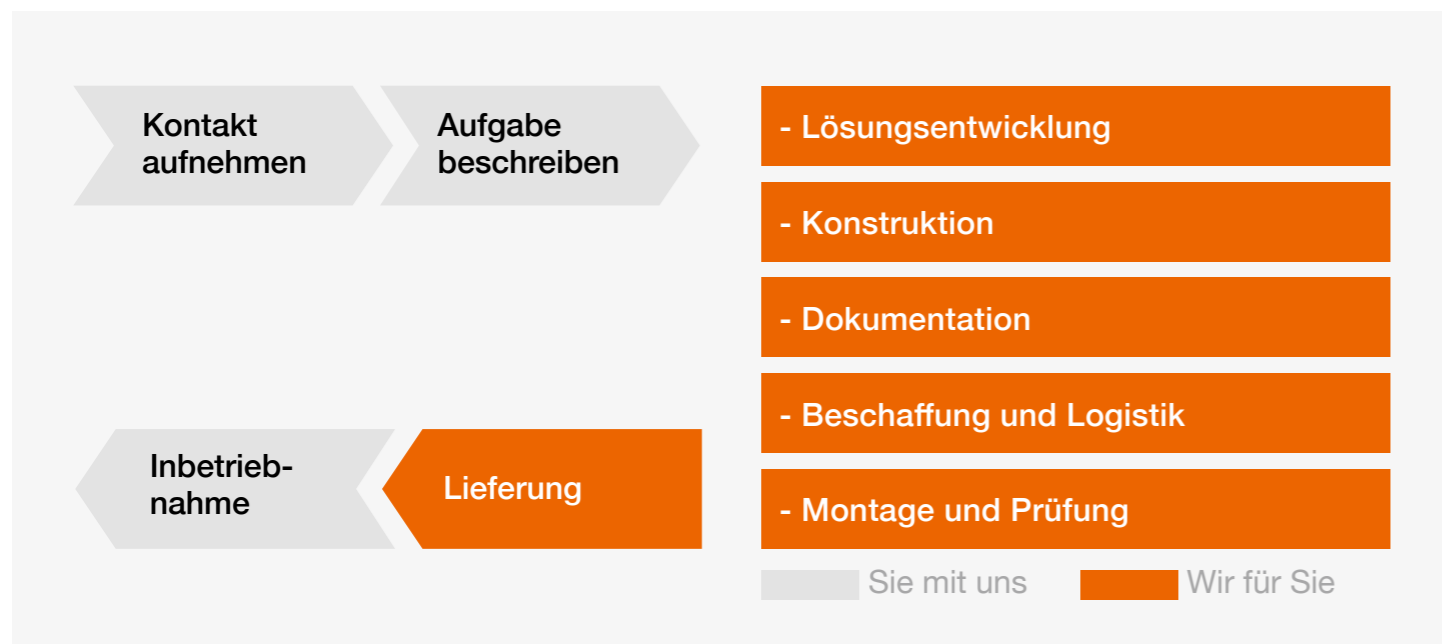 Kontakt
aufnehmen
Aufgabe
beschreiben
- Lösungsentwicklung
- Konstruktion
- Dokumentation
- Beschaffung und Logistik
- Montage und Prüfung
Lieferung
Inbetrieb-
nahme
Sie mit uns
Wir für Sie